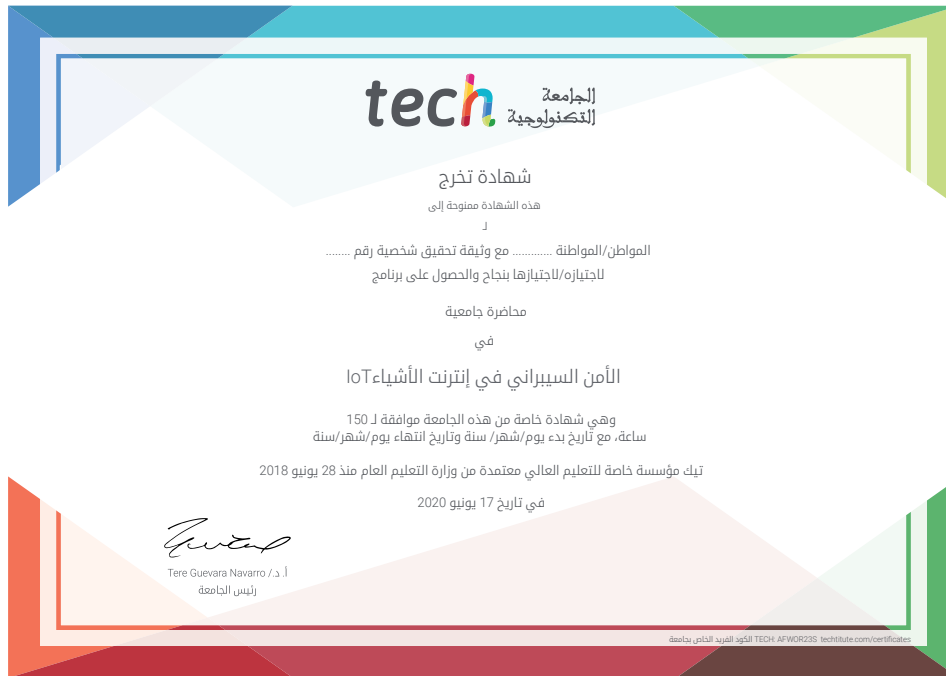 tech الجامعة
التكنولوجية
شهادة تخرج
هذه الشهادة ممنوحة إلى
لـ
المواطن/المواطنة ............ مع وثيقة تحقيق شخصية رقم ........
لاجتيازه/لاجتيازها بنجاح والحصول على برنامج
محاضرة جامعية
في
الأمن السيبراني في إنترنت الأشياءIoT
وهي شهادة خاصة من هذه الجامعة موافقة لـ 150
ساعة، مع تاريخ بدء يوم/شهر/ سنة وتاريخ انتهاء يوم/شهر/سنة
تيك مؤسسة خاصة للتعليم العالي معتمدة من وزارة التعليم العام منذ 28 يونيو 2018
في تاريخ 17 يونيو 2020
أ. د./ Tere Guevara Navarro
رئيس الجامعة
الكود الفريد الخاص بجامعة TECH: AFWOR23S techtitute.com/certificates